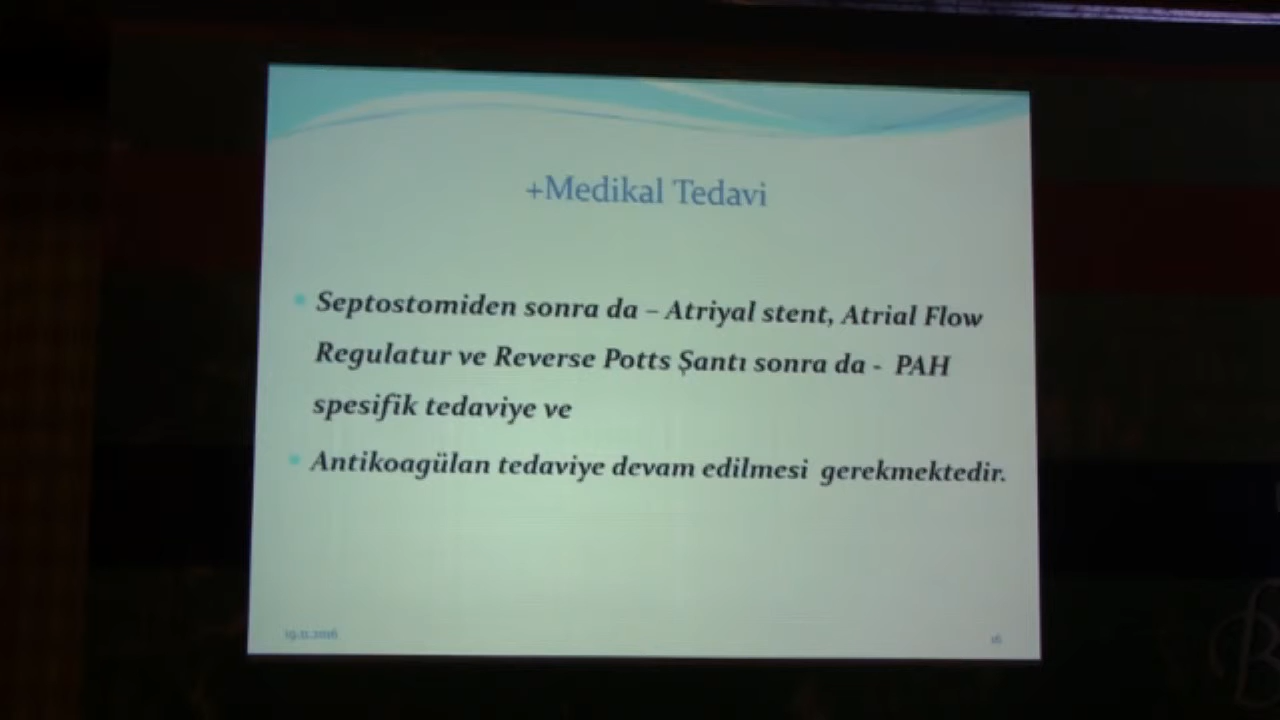 +Medikal Tedavi
Septostomiden sonra da – Atriyal stent, Atrial Flow
Regulatur ve Reverse Potts Şantı sonra da - PAH
spesifik tedaviye ve
Antikoagülan tedaviye devam edilmesi gerekmektedir.
19.11.2016
16